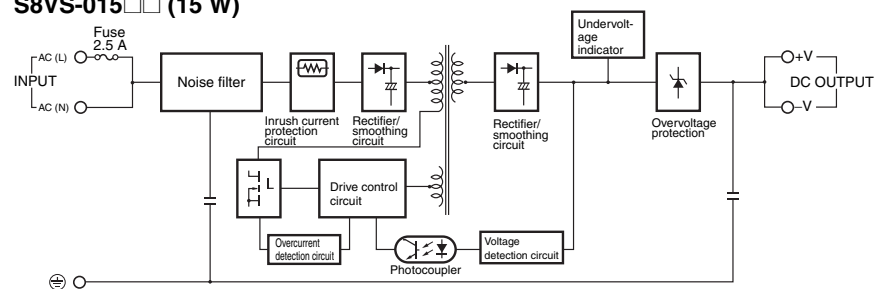 S8VS-015□□ (15 W)
Fuse
2.5 A
AC (L)
INPUT
AC (N)
Noise filter
Inrush current
protection
circuit
Rectifier/
smoothing
circuit
Rectifier/
smoothing
circuit
Undervolt-
age
indicator
Overvoltage
protection
+V
DC OUTPUT
−V
Drive control
circuit
Overcurrent
detection circuit
Photocoupler
Voltage
detection circuit